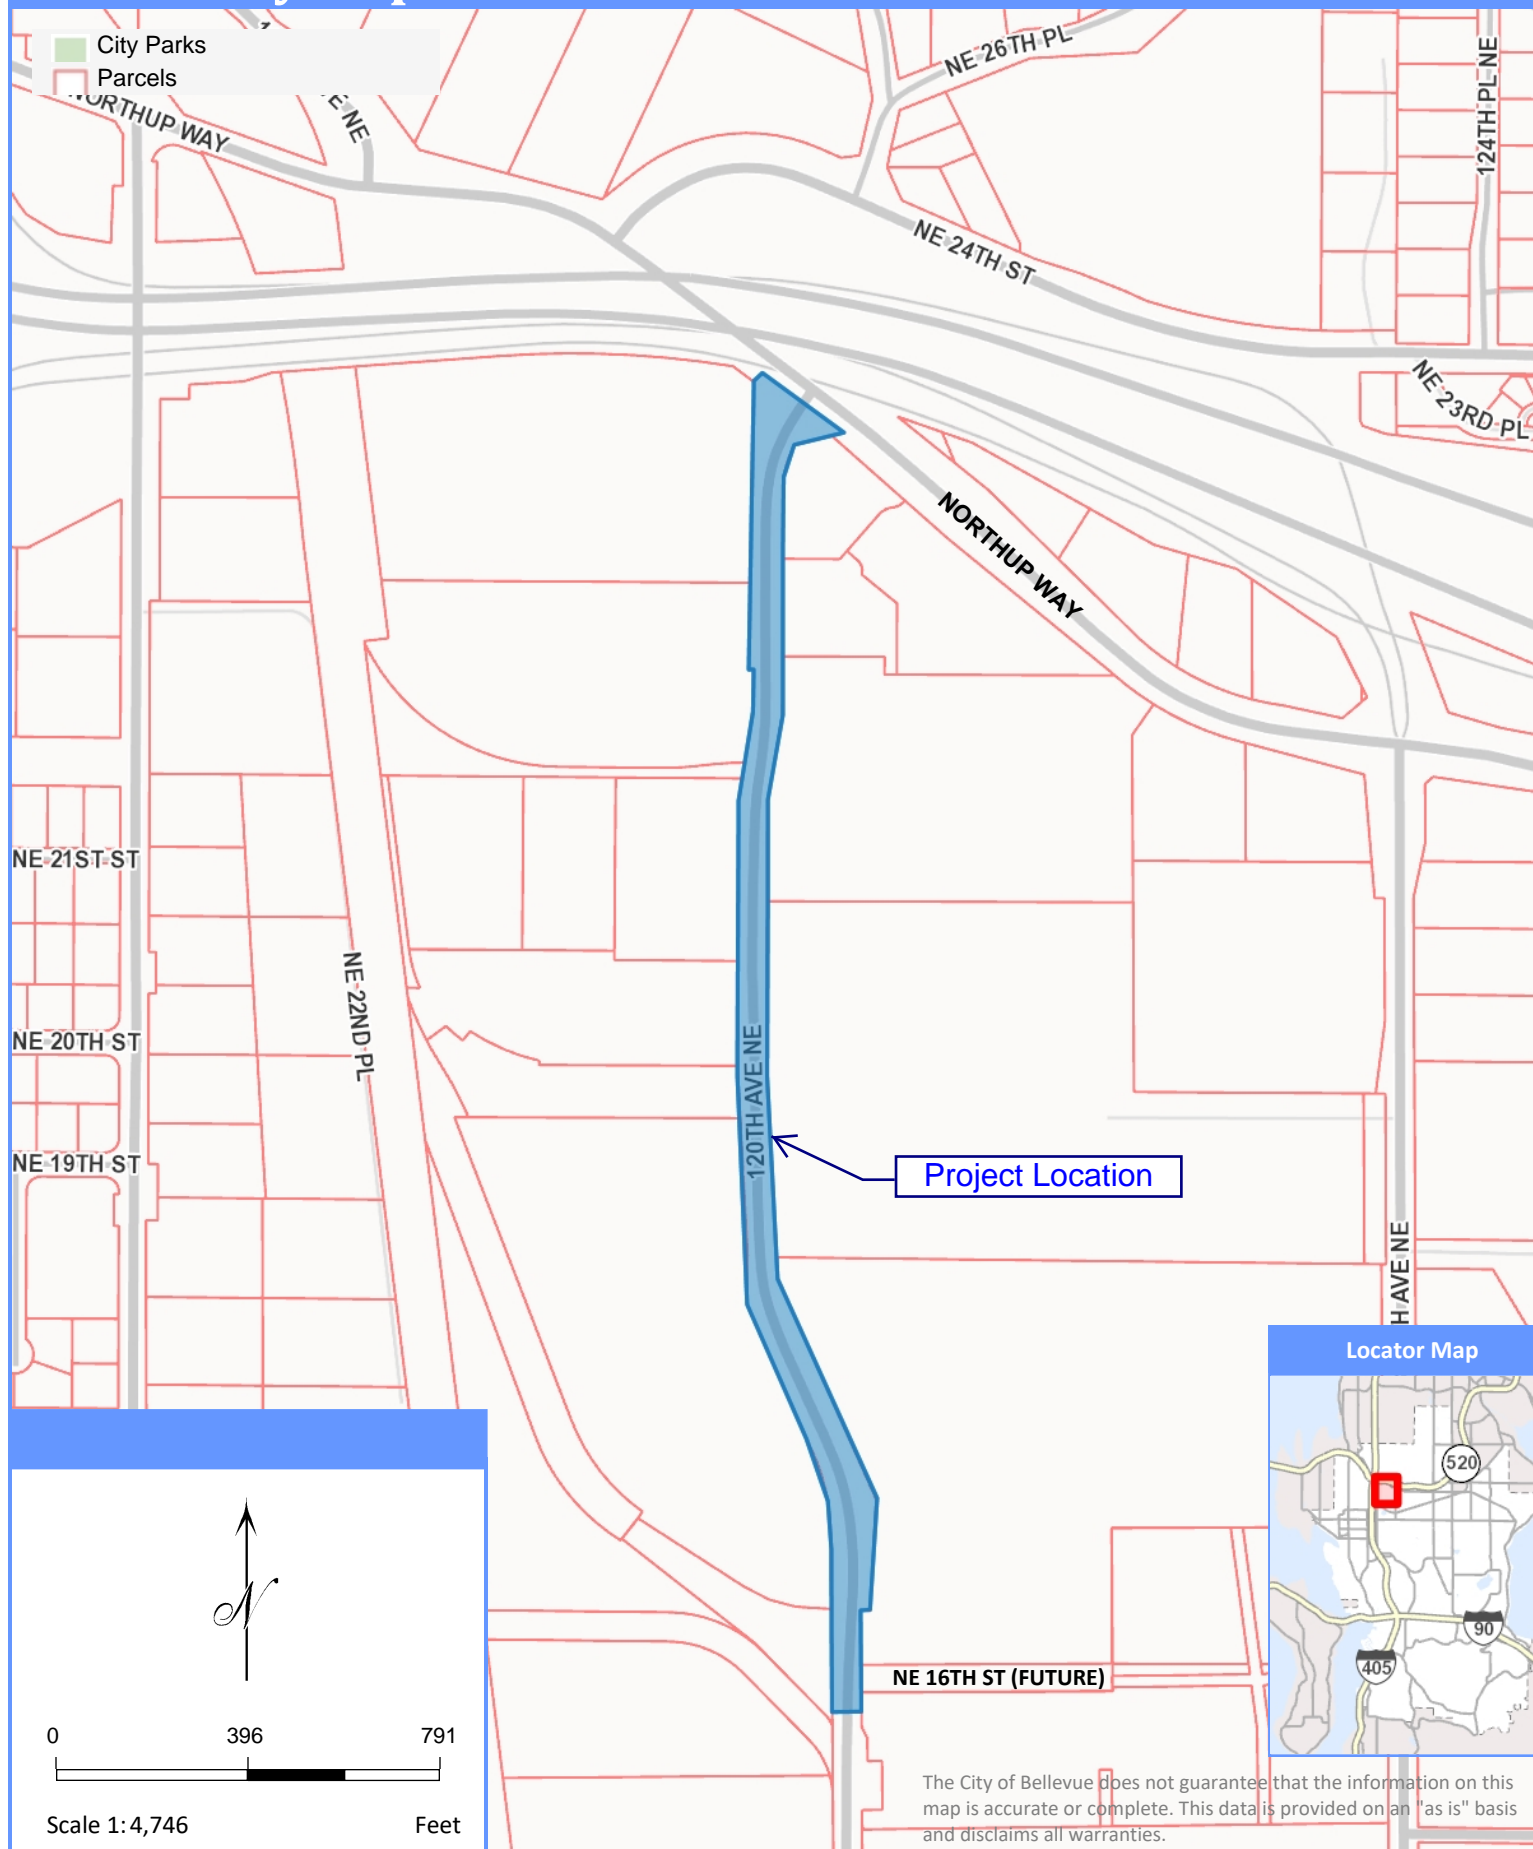 City Parks
Parcels
NORTHUP WAY
E NE
NE 26TH PL
124TH PL NE
NE 24TH ST
NE 23RD PL
NORTHUP WAY
NE 21ST ST
NE 22ND PL
NE 20TH ST
120TH AVE NE
NE 19TH ST
Project Location
H AVE NE
Locator Map
520
90
405
NE 16TH ST (FUTURE)
N
0 396 791
Scale 1: 4,746 Feet
The City of Bellevue does not guarantee that the information on this
map is accurate or complete. This data is provided on an "as is" basis
and disclaims all warranties.